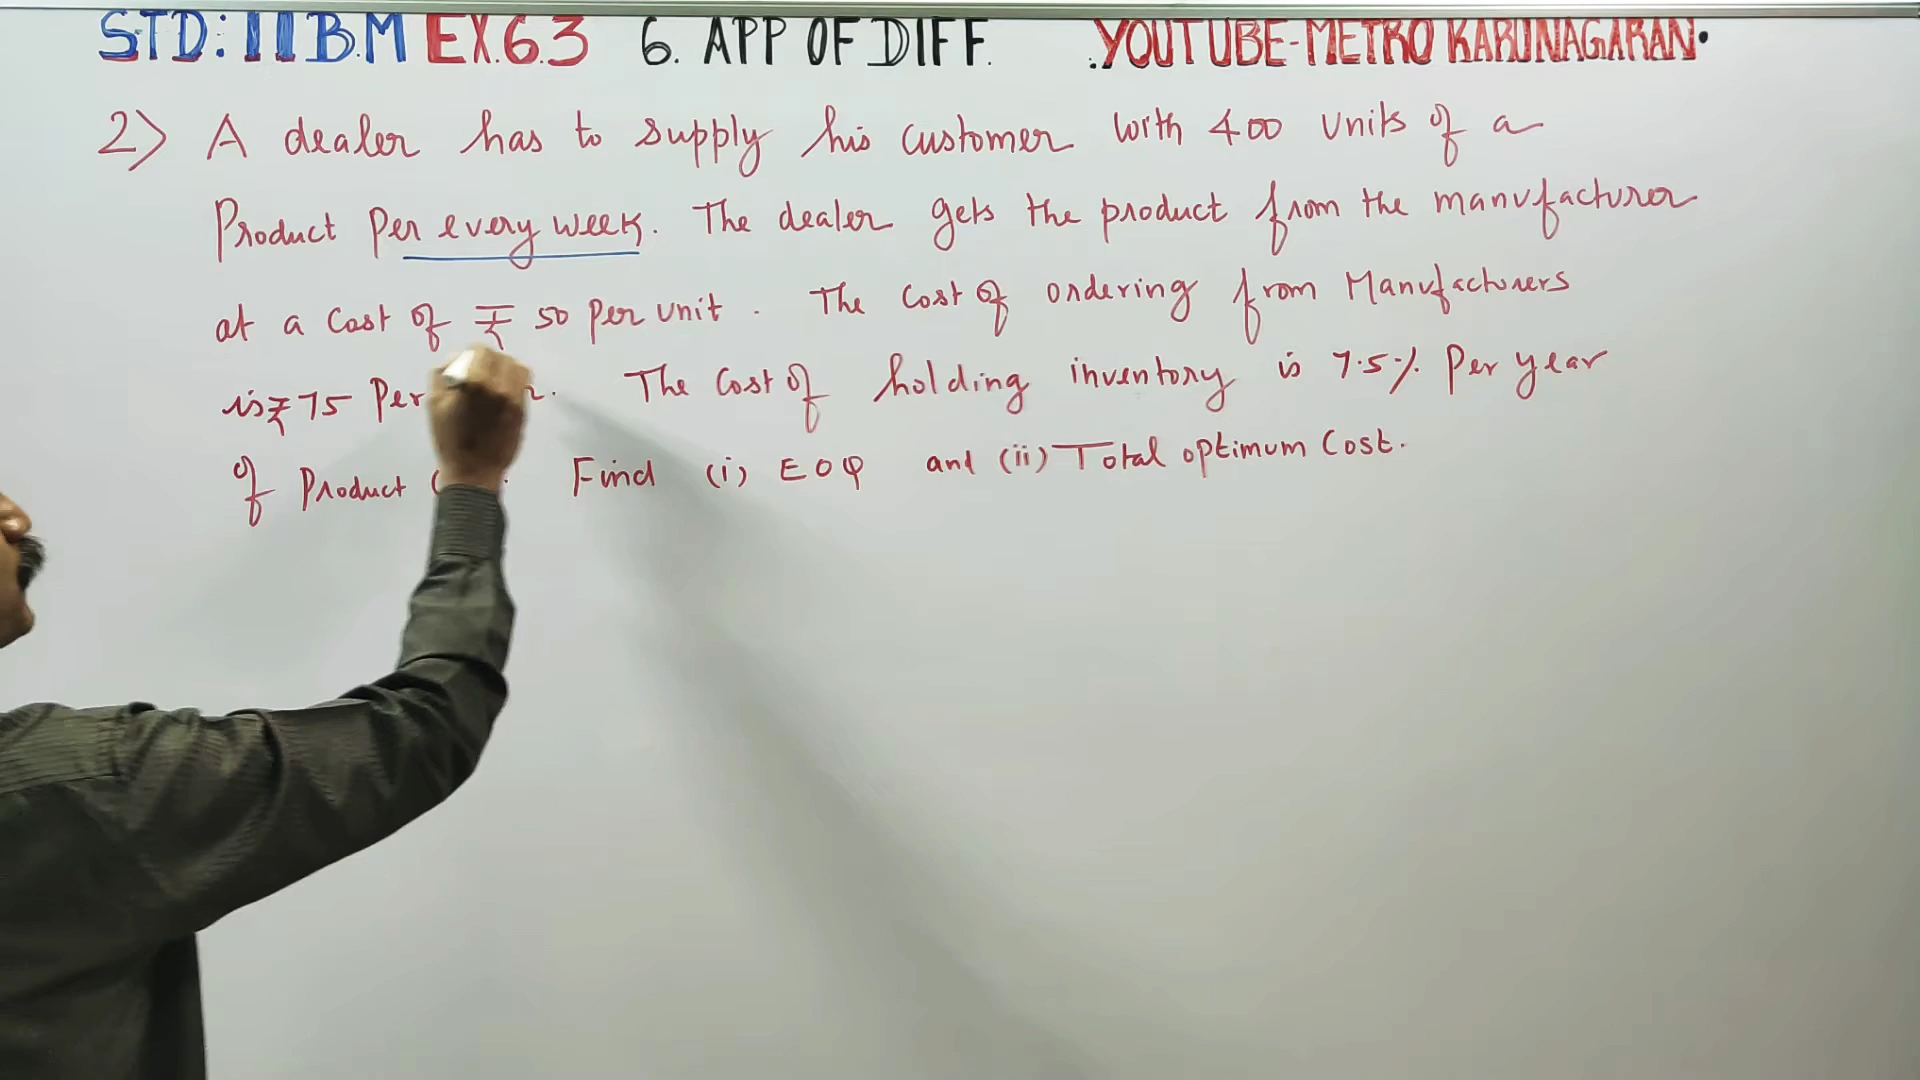 STD: 11 B.M EX.6.3 6. APP OF DIFF. YOUTUBE-METRO KARUNAGARAN.
2) A dealer has to supply his customer with 400 units of a
Product Per every week. The dealer gets the product from the manufacturer
at a cost of ₹ 50 per unit. The cost of ordering from Manufacturers
is ₹ 75 Per The cost of holding inventory is 7.5% Per year
of Product Find (i) EOQ and (ii) Total optimum cost.